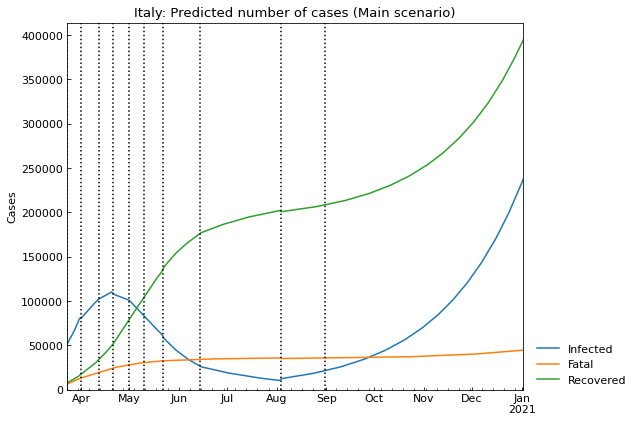 Italy: Predicted number of cases (Main scenario)
400000
350000
300000
250000
200000
150000
100000
50000
0
Cases
Apr May Jun Jul Aug Sep Oct Nov Dec Jan
2021
Infected
Fatal
Recovered